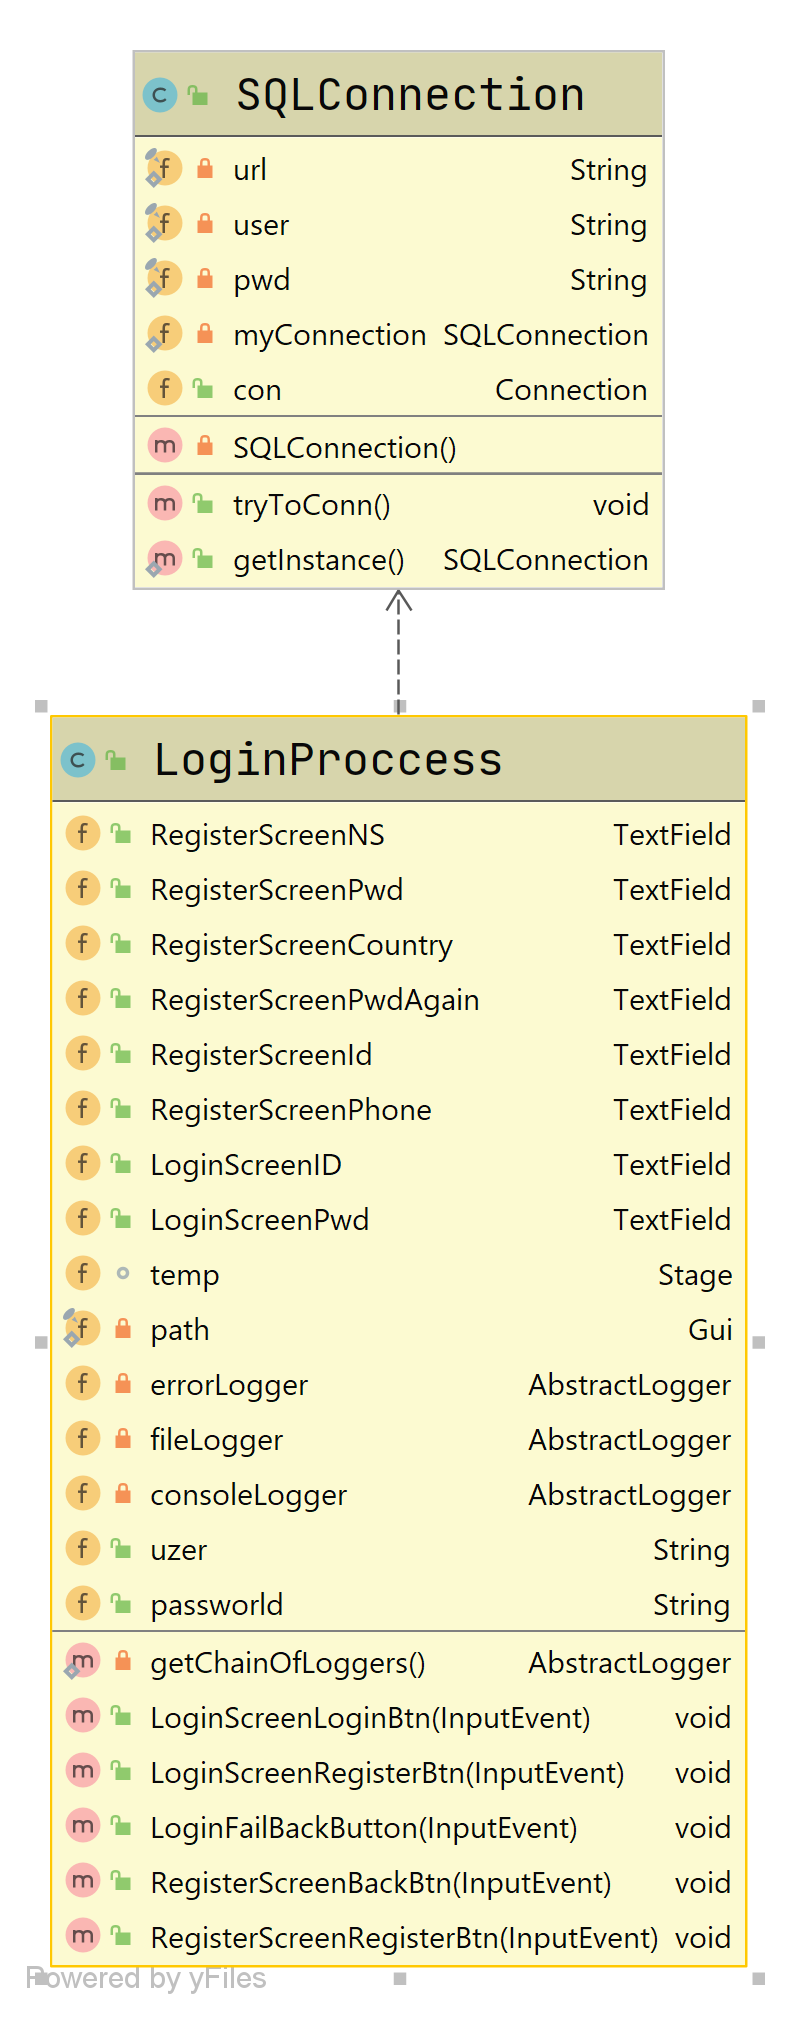 SQLConnection
url String
user String
pwd String
myConnection SQLConnection
con Connection
SQLConnection()
tryToConn() void
getInstance() SQLConnection
LoginProccess
RegisterScreenNS TextField
RegisterScreenPwd TextField
RegisterScreenCountry TextField
RegisterScreenPwdAgain TextField
RegisterScreenId TextField
RegisterScreenPhone TextField
LoginScreenID TextField
LoginScreenPwd TextField
temp Stage
path Gui
errorLogger AbstractLogger
fileLogger AbstractLogger
consoleLogger AbstractLogger
uzer String
passworld String
getChainOfLoggers() AbstractLogger
LoginScreenLoginBtn(InputEvent) void
LoginScreenRegisterBtn(InputEvent) void
LoginFailBackButton(InputEvent) void
RegisterScreenBackBtn(InputEvent) void
RegisterScreenRegisterBtn(InputEvent) void
Powered by yFiles